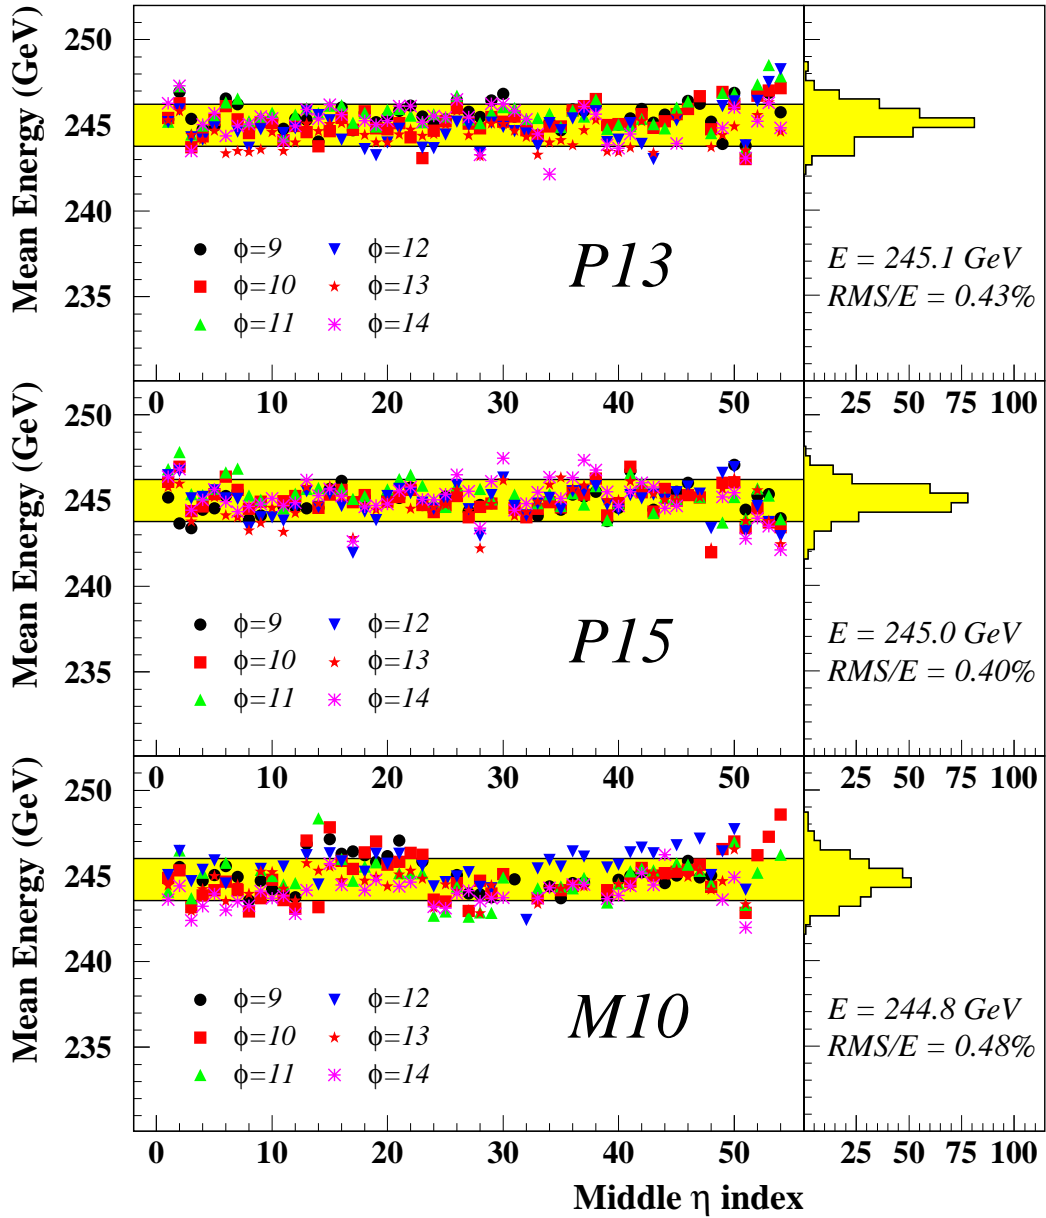 Mean Energy (GeV)
250
245
240
235
ϕ=9 ϕ=12
ϕ=10 ϕ=13
ϕ=11 ϕ=14
P13
E = 245.1 GeV
RMS/E = 0.43%
0 10 20 30 40 50 25 50 75 100
Mean Energy (GeV)
250
245
240
235
ϕ=9 ϕ=12
ϕ=10 ϕ=13
ϕ=11 ϕ=14
P15
E = 245.0 GeV
RMS/E = 0.40%
0 10 20 30 40 50 25 50 75 100
Mean Energy (GeV)
250
245
240
235
ϕ=9 ϕ=12
ϕ=10 ϕ=13
ϕ=11 ϕ=14
M10
E = 244.8 GeV
RMS/E = 0.48%
0 10 20 30 40 50 25 50 75 100
Middle η index